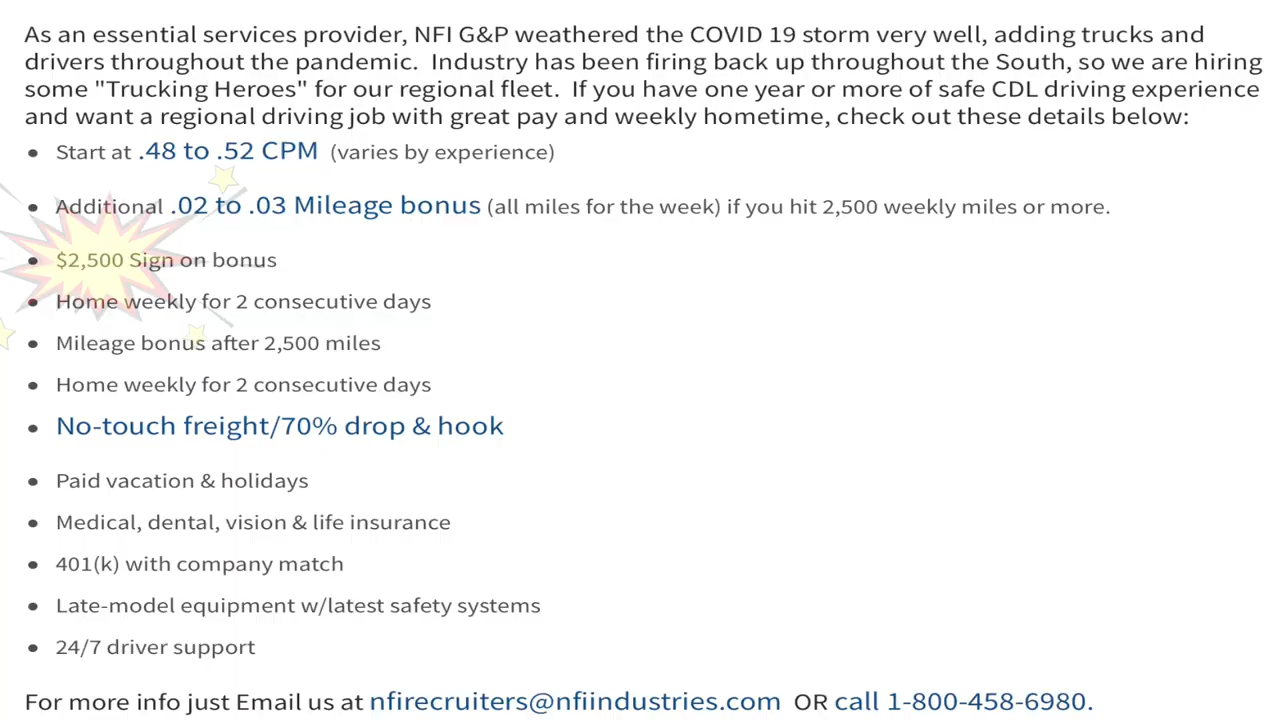 As an essential services provider, NFI G&P weathered the COVID 19 storm very well, adding trucks and
drivers throughout the pandemic.  Industry has been firing back up throughout the South, so we are hiring
some "Trucking Heroes" for our regional fleet.  If you have one year or more of safe CDL driving experience
and want a regional driving job with great pay and weekly hometime, check out these details below:
• Start at .48 to .52 CPM  (varies by experience)
• Additional .02 to .03 Mileage bonus (all miles for the week) if you hit 2,500 weekly miles or more.
• $2,500 Sign on bonus
• Home weekly for 2 consecutive days
• Mileage bonus after 2,500 miles
• Home weekly for 2 consecutive days
• No-touch freight/70% drop & hook
• Paid vacation & holidays
• Medical, dental, vision & life insurance
• 401(k) with company match
• Late-model equipment w/latest safety systems
• 24/7 driver support
For more info just Email us at nfirecruiters@nfiindustries.com  OR call 1-800-458-6980.